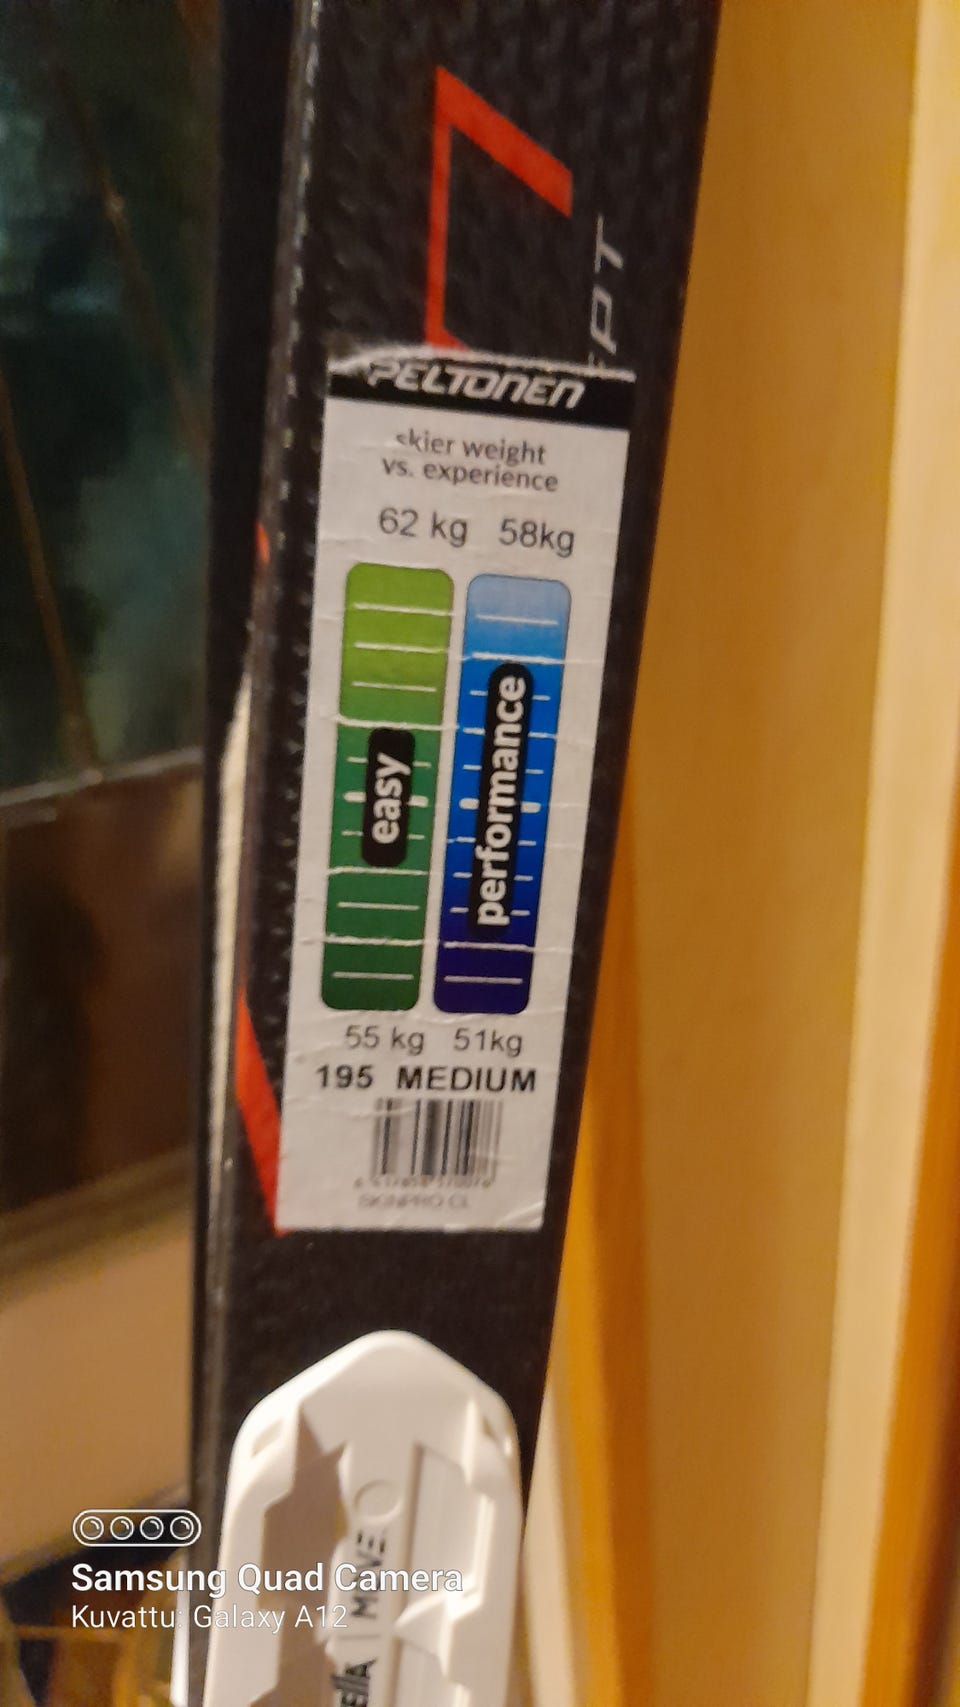 PELTONEN
skier weight
vs. experience
62 kg 58kg
easy
performance
55 kg 51kg
195 MEDIUM
MOVE
Samsung Quad Camera
Kuvattu: Galaxy A12